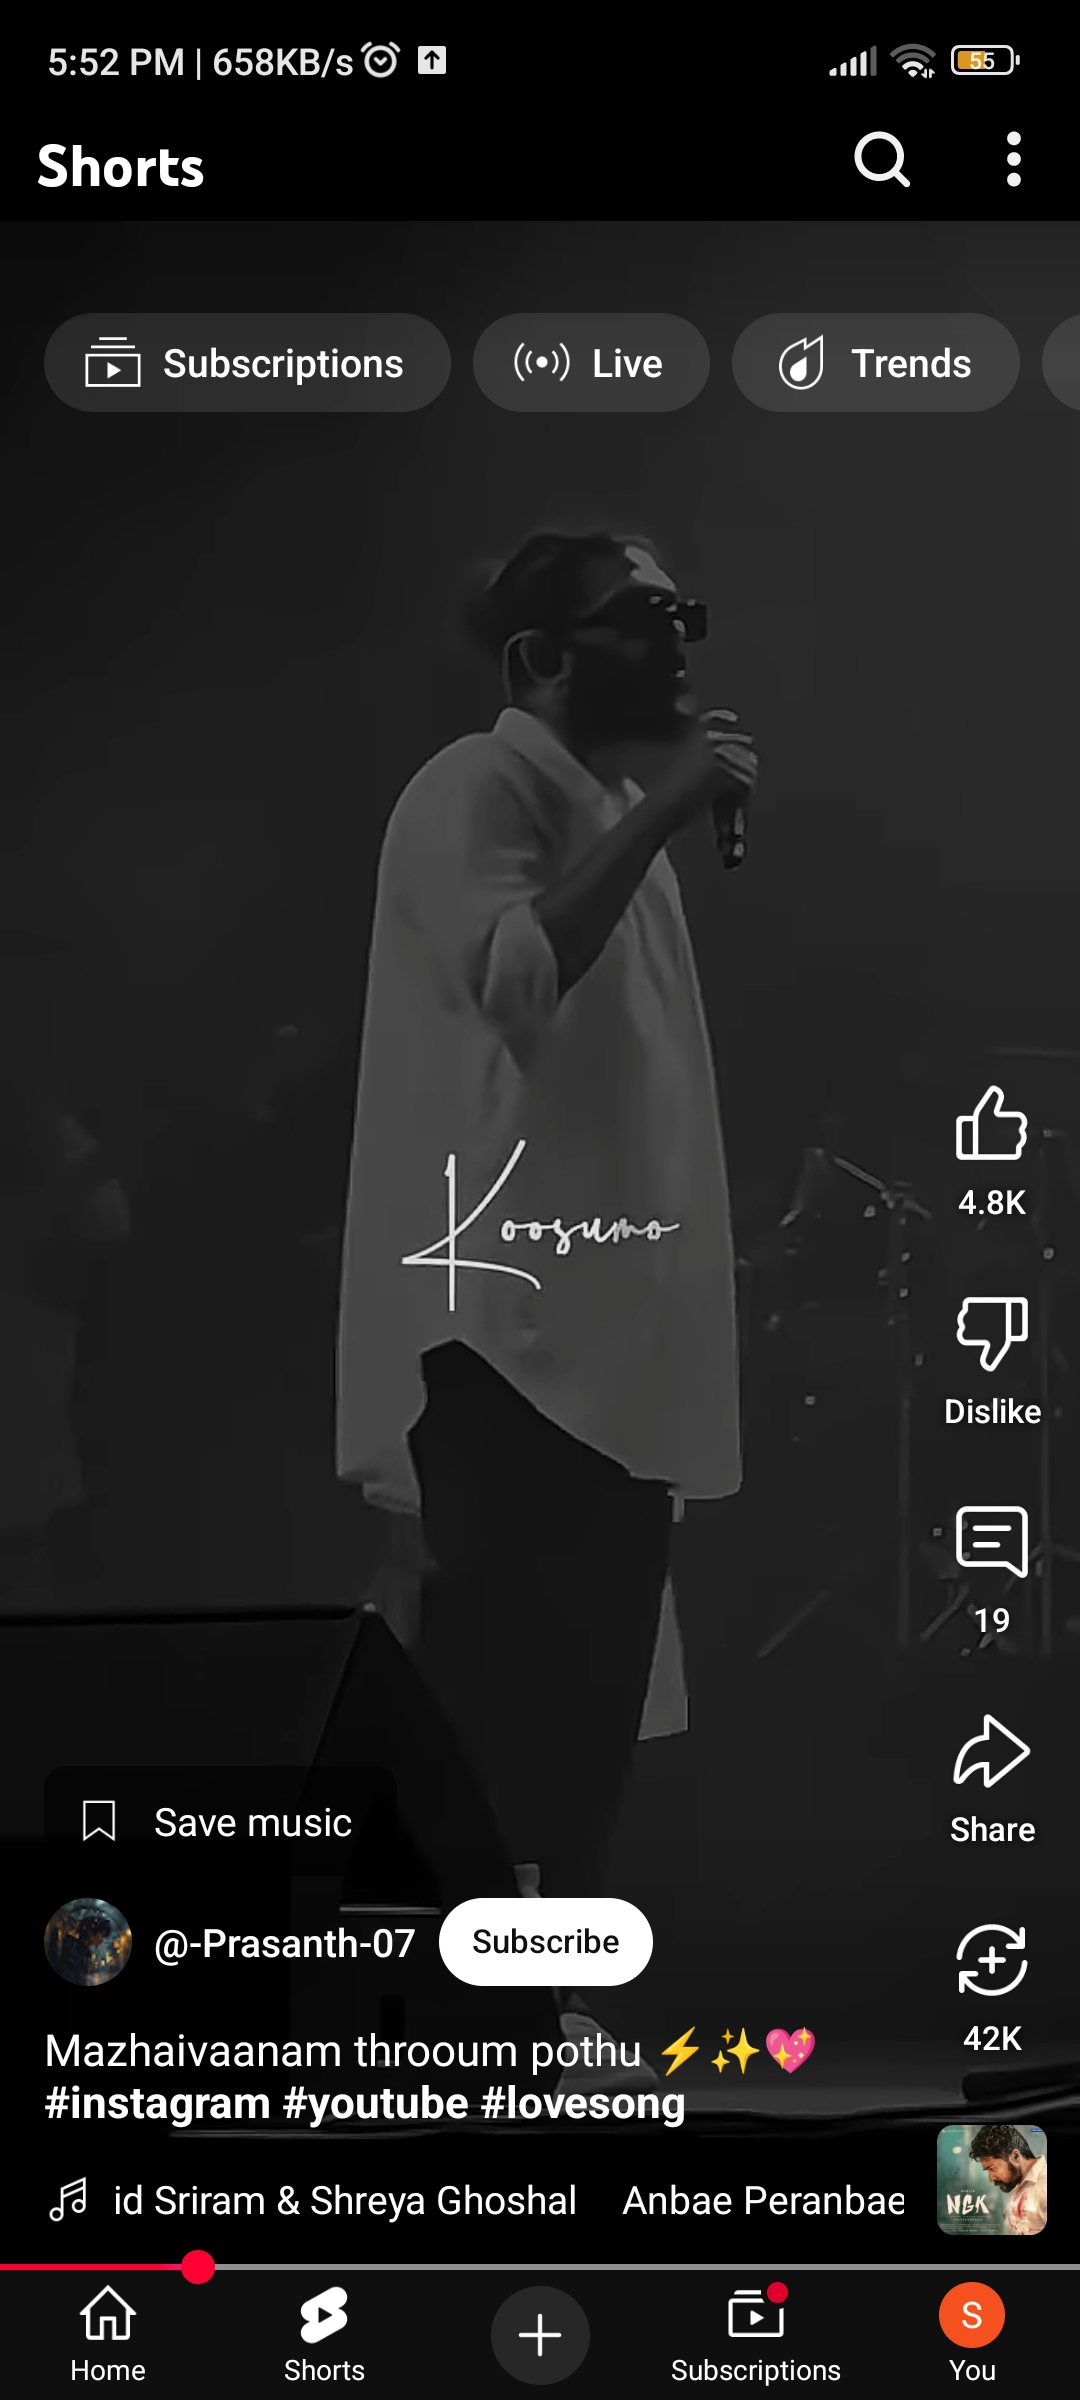 5:52 PM | 658KB/s
55
Shorts
Subscriptions
Live
Trends
Koosumo
4.8K
Dislike
19
Share
Save music
@-Prasanth-07
Subscribe
42K
Mazhaivaanam throoum pothu ⚡✨💖
#instagram #youtube #lovesong
id Sriram & Shreya Ghoshal Anbae Peranbae
NGK
Home
Shorts
Subscriptions
S
You